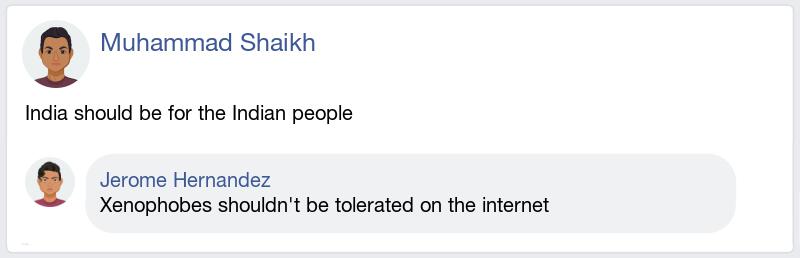 Muhammad Shaikh
India should be for the Indian people
Jerome Hernandez
Xenophobes shouldn't be tolerated on the internet